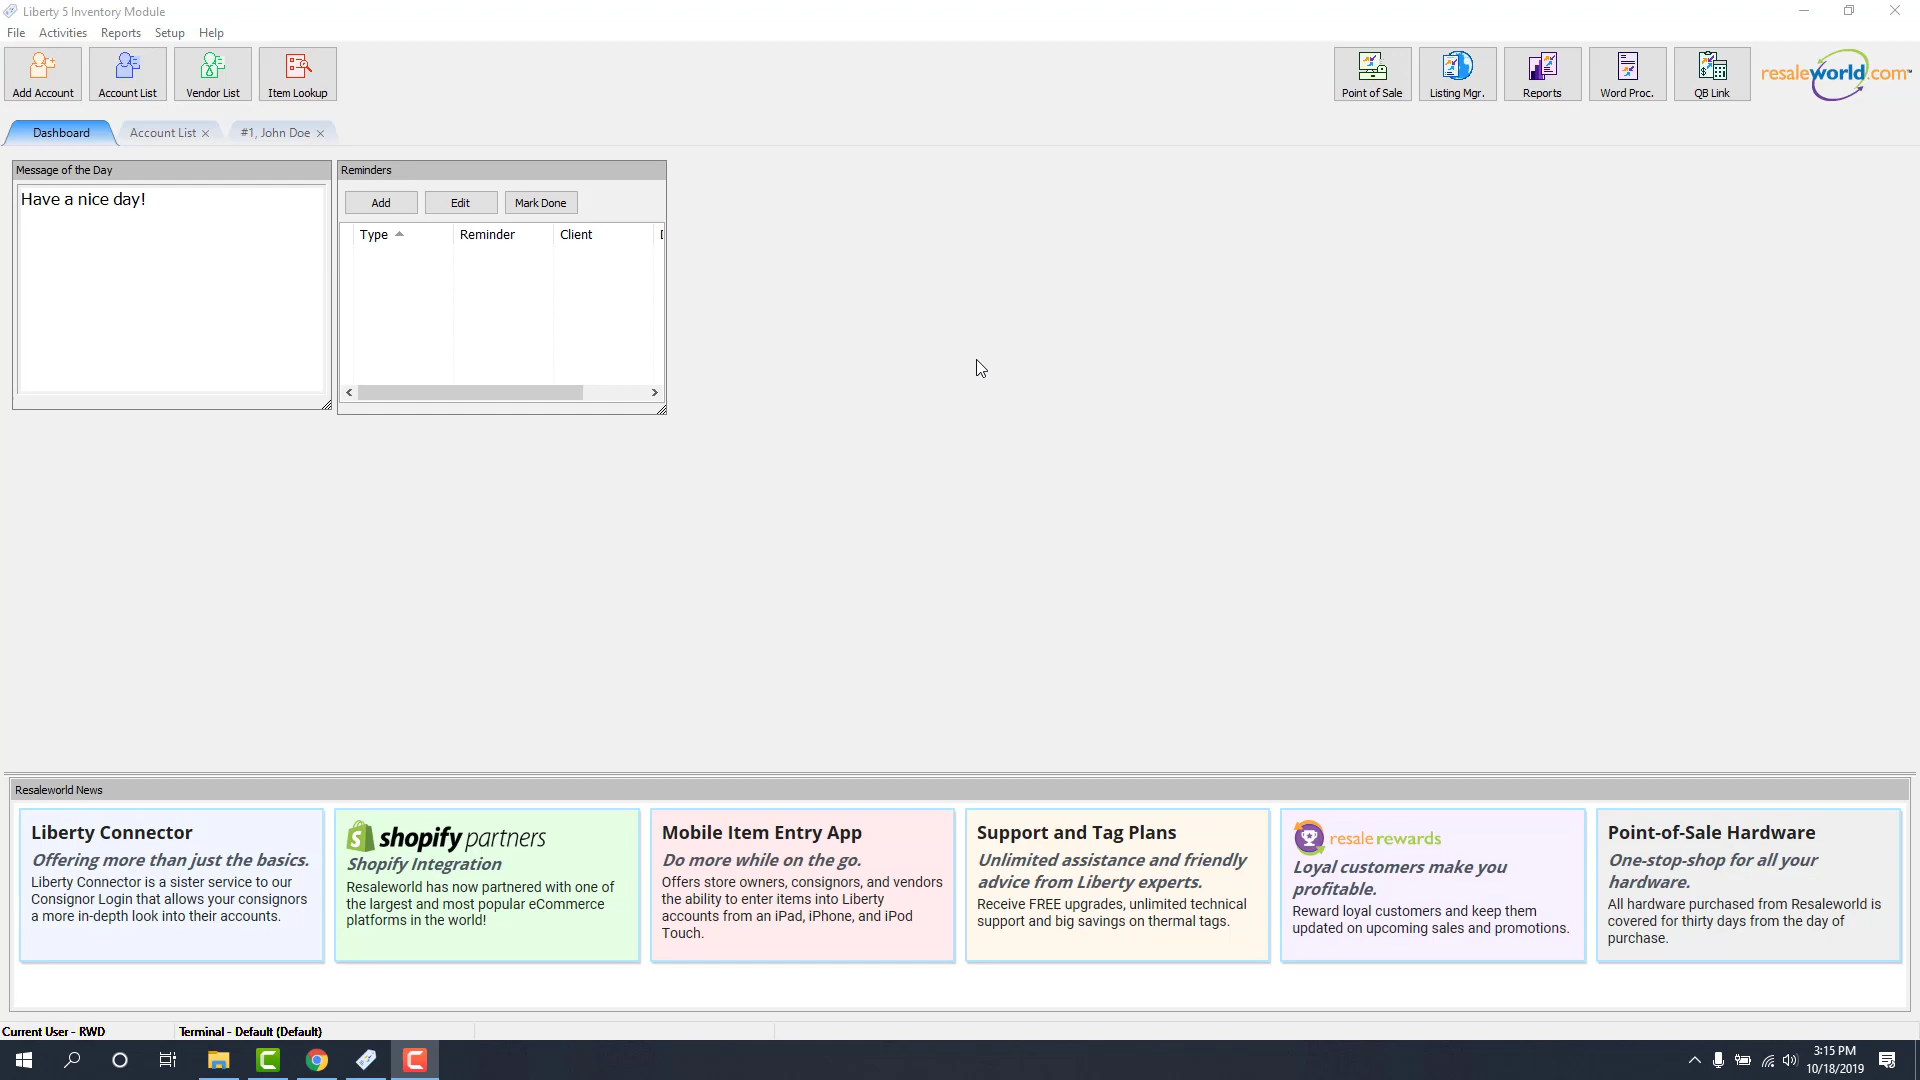 Liberty 5 Inventory Module
File Activities Reports Setup Help
Add Account Account List Vendor List Item Lookup
Point of Sale Listing Mgr. Reports Word Proc. QB Link
resaleworld.com™
Dashboard Account List #1, John Doe
Message of the Day
Have a nice day!
Reminders
Add Edit Mark Done
Type Reminder Client
Resaleworld News
Liberty Connector
Offering more than just the basics.
Liberty Connector is a sister service to our
Consignor Login that allows your consignors
a more in-depth look into their accounts.
shopify partners
Shopify Integration
Resaleworld has now partnered with one of
the largest and most popular eCommerce
platforms in the world!
Mobile Item Entry App
Do more while on the go.
Offers store owners, consignors, and vendors
the ability to enter items into Liberty
accounts from an iPad, iPhone, and iPod
Touch.
Support and Tag Plans
Unlimited assistance and friendly
advice from Liberty experts.
Receive FREE upgrades, unlimited technical
support and big savings on thermal tags.
resale rewards
Loyal customers make you
profitable.
Reward loyal customers and keep them
updated on upcoming sales and promotions.
Point-of-Sale Hardware
One-stop-shop for all your
hardware.
All hardware purchased from Resaleworld is
covered for thirty days from the day of
purchase.
Current User - RWD
Terminal - Default (Default)
3:15 PM
10/18/2019